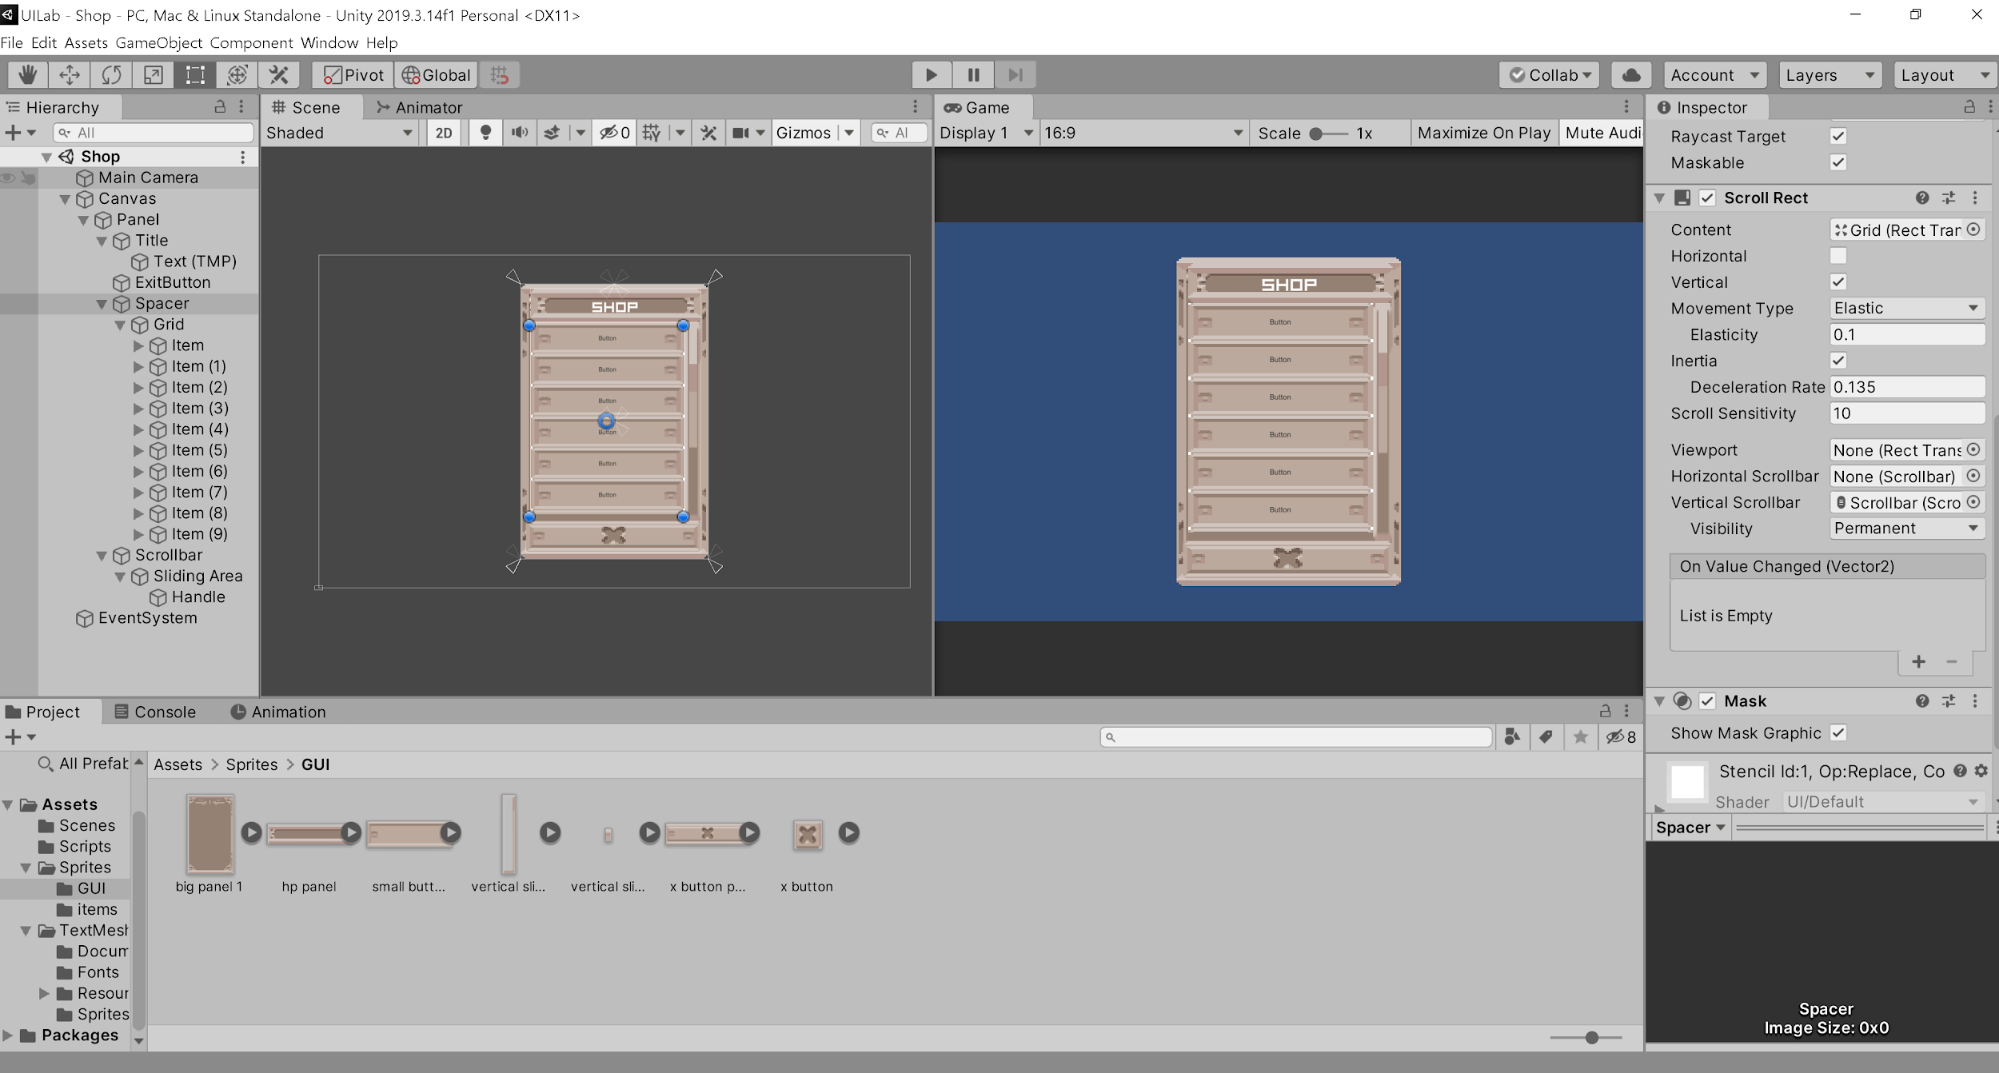 UILab - Shop - PC, Mac & Linux Standalone - Unity 2019.3.14f1 Personal <DX11>
File Edit Assets GameObject Component Window Help
Pivot Global Collab Account Layers Layout
Hierarchy
All
Shop
Main Camera
Canvas
Panel
Title
Text (TMP)
ExitButton
Spacer
Grid
Item
Item (1)
Item (2)
Item (3)
Item (4)
Item (5)
Item (6)
Item (7)
Item (8)
Item (9)
Scrollbar
Sliding Area
Handle
EventSystem
Scene Animator
Shaded 2D 0 Gizmos Al
SHOP
Button
Button
Button
Button
Button
Button
Game
Display 1 16:9 Scale 1x Maximize On Play Mute Audi
SHOP
Button
Button
Button
Button
Button
Button
Inspector
Raycast Target
Maskable
Scroll Rect
Content Grid (Rect Tran
Horizontal
Vertical
Movement Type Elastic
Elasticity 0.1
Inertia
Deceleration Rate 0.135
Scroll Sensitivity 10
Viewport None (Rect Trans
Horizontal Scrollbar None (Scrollbar)
Vertical Scrollbar Scrollbar (Scro
Visibility Permanent
On Value Changed (Vector2)
List is Empty
Mask
Show Mask Graphic
Stencil Id:1, Op:Replace, Co
Shader UI/Default
Spacer
Spacer
Image Size: 0x0
Project Console Animation
8
All Prefab
Assets
Scenes
Scripts
Sprites
GUI
items
TextMesh
Docum
Fonts
Resour
Sprites
Packages
Assets > Sprites > GUI
big panel 1 hp panel small butt... vertical sli... vertical sli... x button p... x button